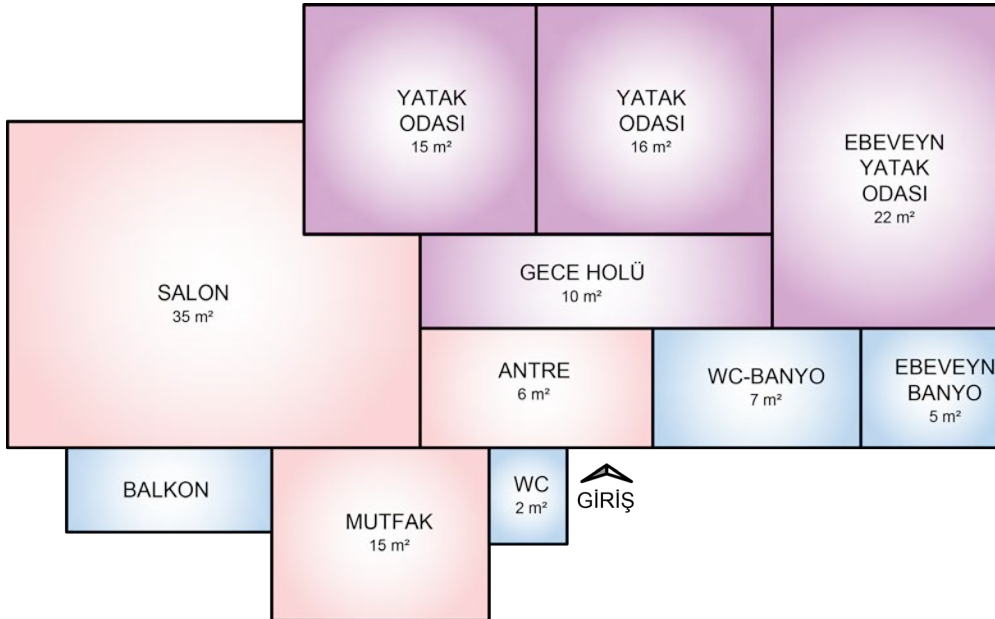 YATAK
ODASI
15 m²
YATAK
ODASI
16 m²
EBEVEYN
YATAK
ODASI
22 m²
SALON
35 m²
GECE HOLÜ
10 m²
ANTRE
6 m²
WC-BANYO
7 m²
EBEVEYN
BANYO
5 m²
BALKON
MUTFAK
15 m²
WC
2 m²
GİRİŞ